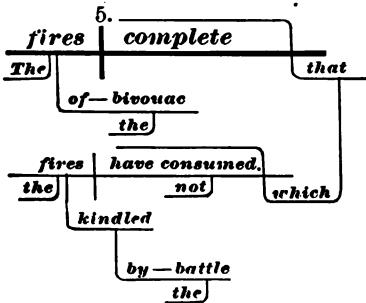 5.
fires complete
The that
of—bivouac
the
fires have consumed.
the not which
kindled
by—battle
the